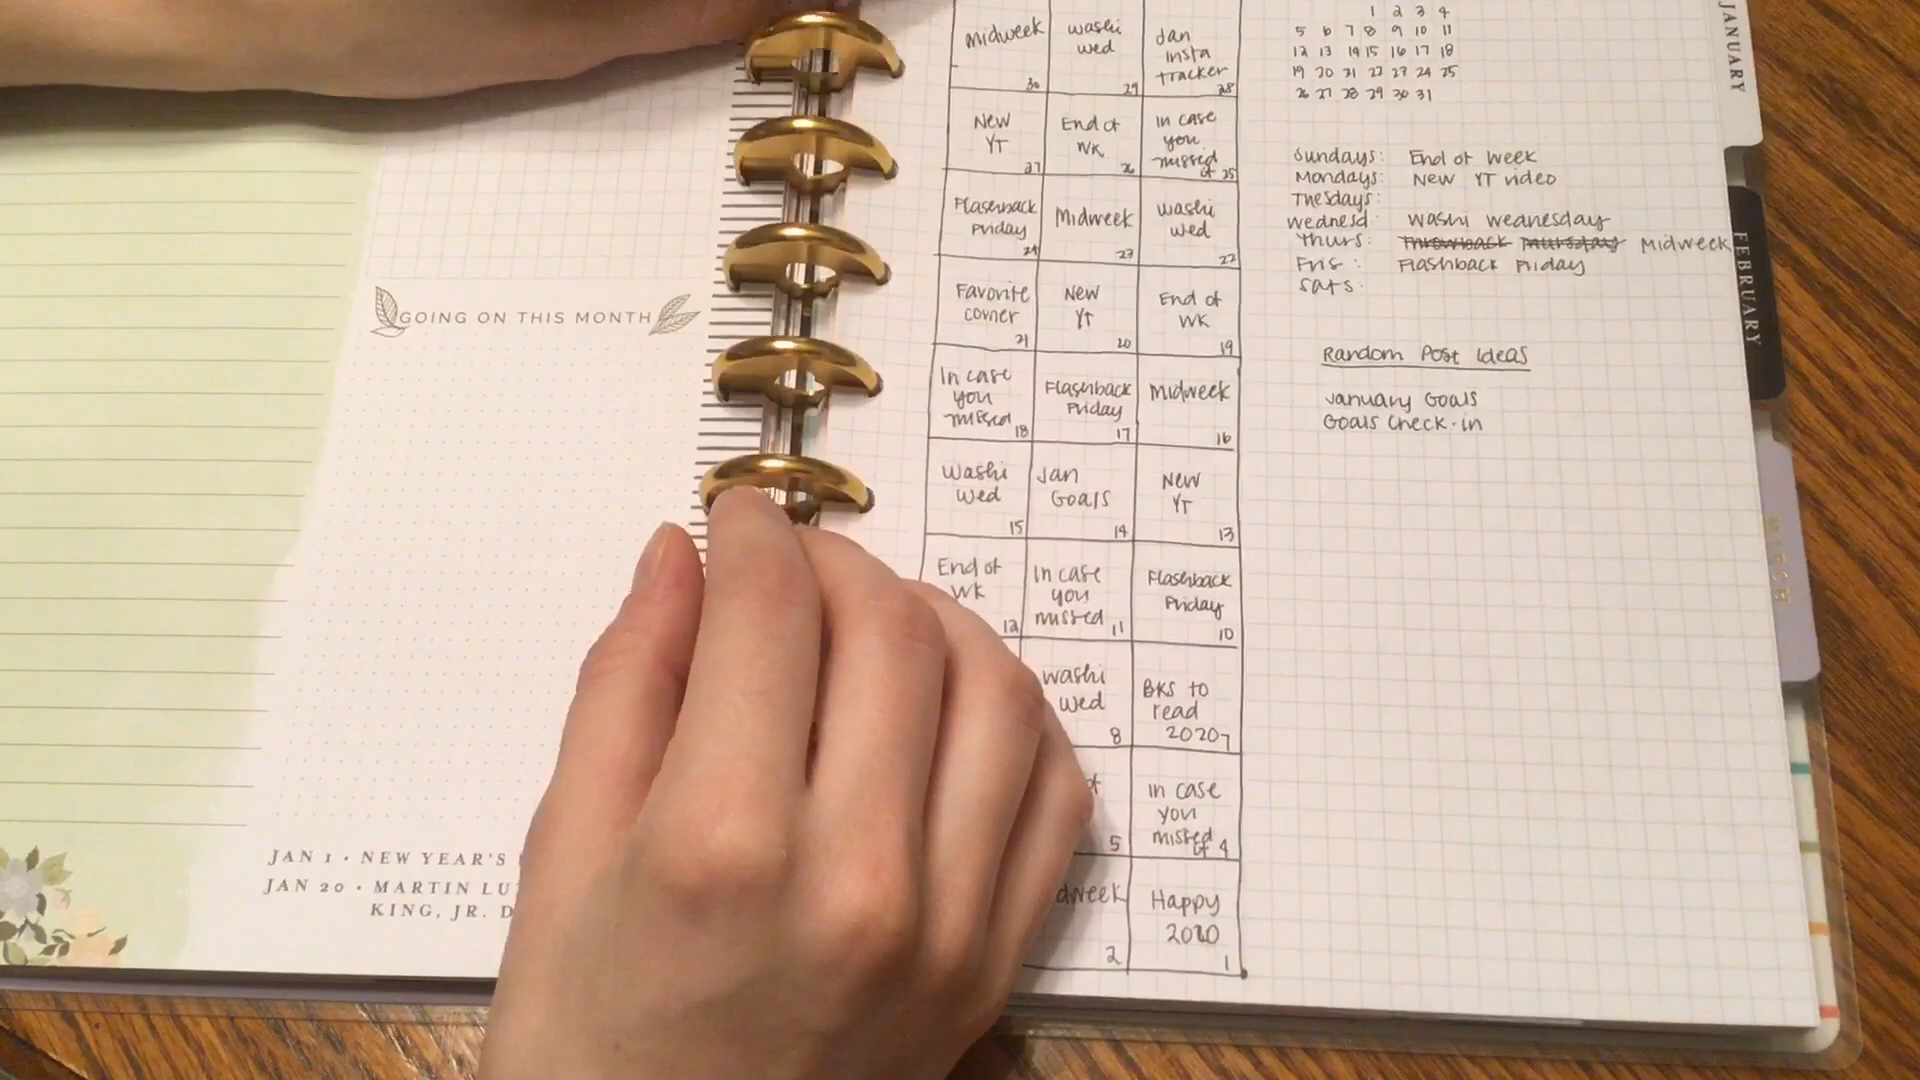 GOING ON THIS MONTH
JAN 1 • NEW YEAR'S
JAN 20 • MARTIN LUT
KING, JR. D
Midweek
30
washi
wed
29
Jan
insta
tracker
28
New
YT
27
End of
WK
26
In case
you
missed
of 25
Flashback
Friday
24
Midweek
23
washi
wed
22
Favorite
corner
21
New
YT
20
End of
WK
19
In case
you
missed
18
Flashback
Friday
17
Midweek
16
Washi
Wed
15
Jan
Goals
14
New
YT
13
End of
WK
12
In case
you
missed
11
Flashback
Friday
10
washi
wed
8
BKS to
read
2020
7
5
in case
you
missed
of 4
dweek
2
Happy
2020
1
1 2 3 4
5 6 7 8 9 10 11
12 13 14 15 16 17 18
19 20 21 22 23 24 25
26 27 28 29 30 31
Sundays: End of week
Mondays: New YT video
Tuesdays:
Wednesd: Washi Wednesday
Thurs: Throwback Thursday Midweek
Fris: Flashback Friday
Sats:
Random Post Ideas
January Goals
Goals Check-in
JANUARY
FEBRUARY
MARCH